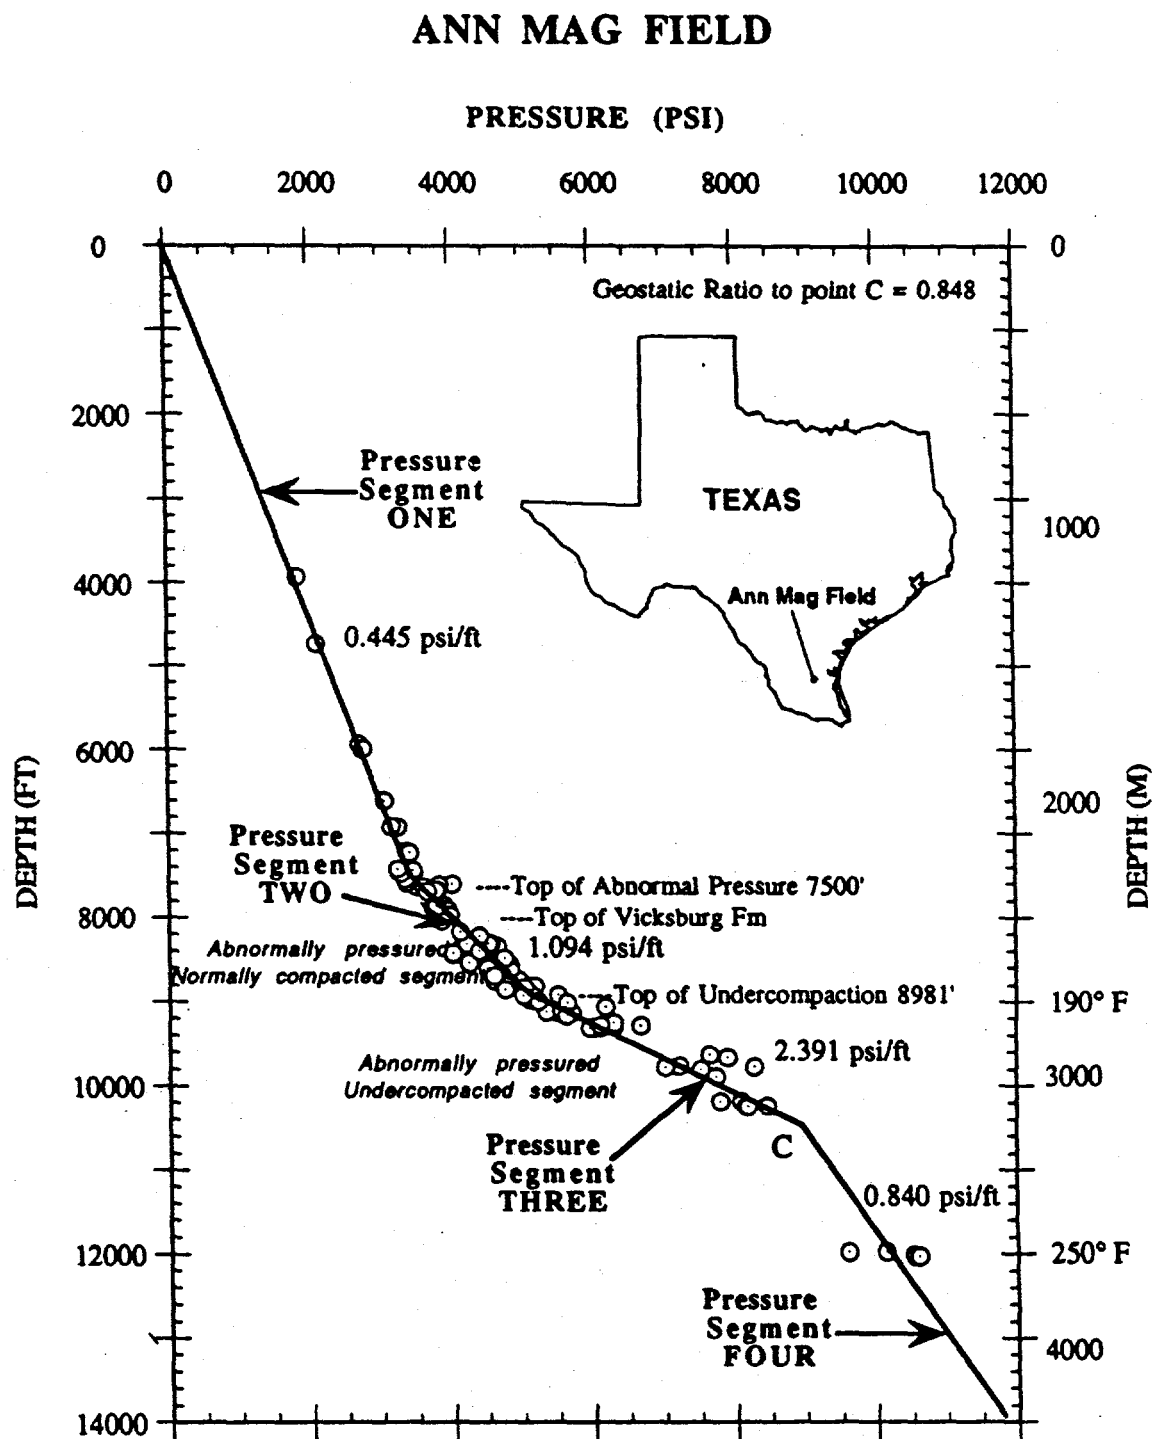 ANN MAG FIELD
PRESSURE (PSI)
0 2000 4000 6000 8000 10000 12000
0 0
Geostatic Ratio to point C = 0.848
2000
Pressure
Segment
ONE
TEXAS
1000
4000
Ann Mag Field
0.445 psi/ft
6000
DEPTH (FT)
DEPTH (M)
2000
Pressure
Segment
TWO
----Top of Abnormal Pressure 7500'
8000
----Top of Vicksburg Fm
Abnormally pressured
1.094 psi/ft
Normally compacted segment
----Top of Undercompaction 8981'
190° F
2.391 psi/ft
Abnormally pressured
Undercompacted segment
10000
3000
Pressure
Segment
THREE
C
0.840 psi/ft
12000
250° F
Pressure
Segment
FOUR
4000
14000